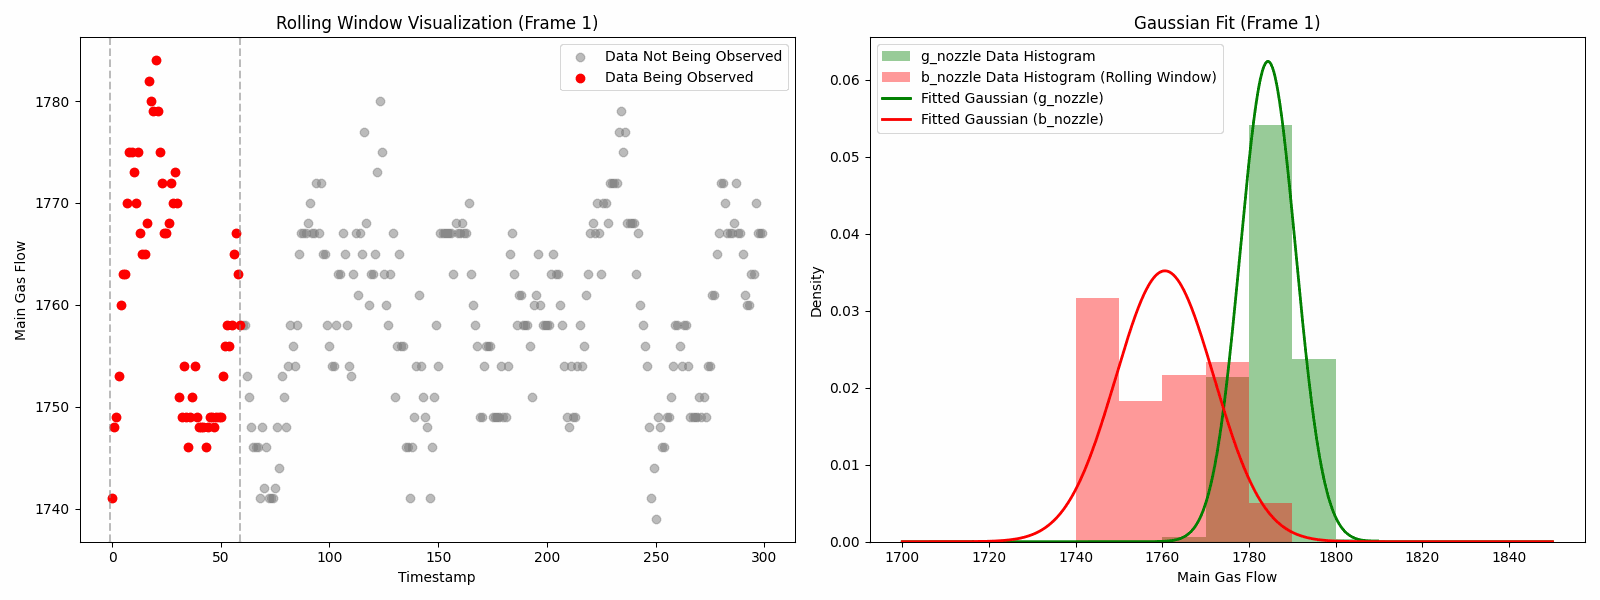 Rolling Window Visualization (Frame 1)
Data Not Being Observed
Data Being Observed
1780
1770
1760
1750
1740
Main Gas Flow
0 50 100 150 200 250 300
Timestamp
Gaussian Fit (Frame 1)
g_nozzle Data Histogram
b_nozzle Data Histogram (Rolling Window)
Fitted Gaussian (g_nozzle)
Fitted Gaussian (b_nozzle)
0.06
0.05
0.04
0.03
0.02
0.01
0.00
Density
1700 1720 1740 1760 1780 1800 1820 1840
Main Gas Flow